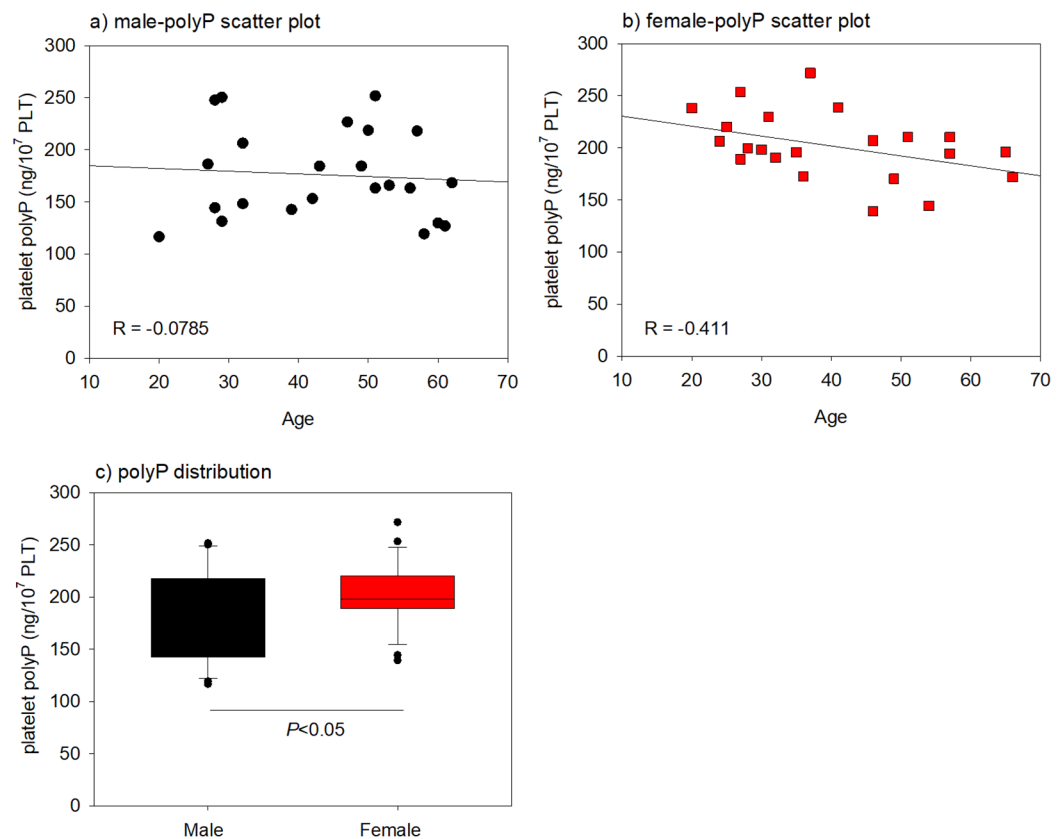 a) male-polyP scatter plot
300
250
200
150
100
50
0
platelet polyP (ng/10⁷ PLT)
R = -0.0785
10 20 30 40 50 60 70
Age
b) female-polyP scatter plot
300
250
200
150
100
50
0
platelet polyP (ng/10⁷ PLT)
R = -0.411
10 20 30 40 50 60 70
Age
c) polyP distribution
300
250
200
150
100
50
0
platelet polyP (ng/10⁷ PLT)
P<0.05
Male Female